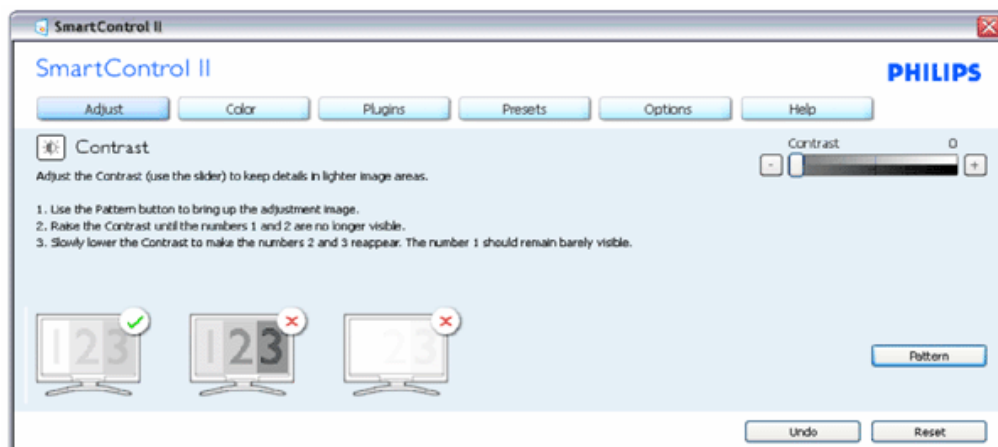 SmartControl II
SmartControl II
PHILIPS
Adjust Color Plugins Presets Options Help
Contrast
Contrast 0
- +
Adjust the Contrast (use the slider) to keep details in lighter image areas.
1. Use the Pattern button to bring up the adjustment image.
2. Raise the Contrast until the numbers 1 and 2 are no longer visible.
3. Slowly lower the Contrast to make the numbers 2 and 3 reappear. The number 1 should remain barely visible.
123 123 23
Pattern
Undo Reset